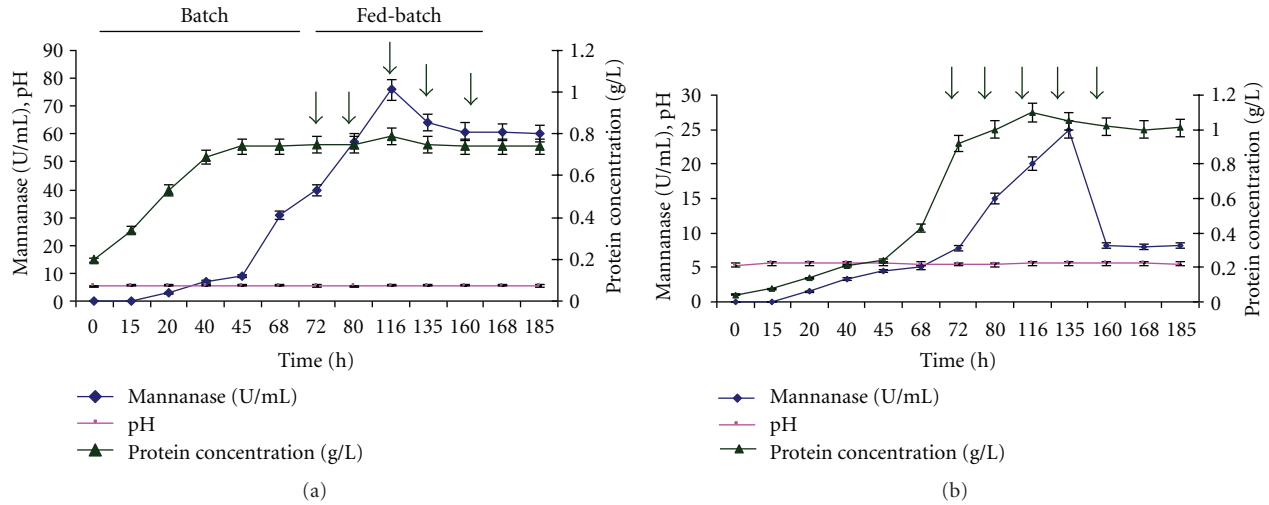 Batch
Fed-batch
Mannanase (U/mL), pH
90
80
70
60
50
40
30
20
10
0
1.2
1
0.8
0.6
0.4
0.2
0
Protein concentration (g/L)
0 15 20 40 45 68 72 80 116 135 160 168 185
Time (h)
Mannanase (U/mL)
pH
Protein concentration (g/L)
(a)
Mannanase (U/mL), pH
30
25
20
15
10
5
0
1.2
1
0.8
0.6
0.4
0.2
0
Protein concentration (g/L)
0 15 20 40 45 68 72 80 116 135 160 168 185
Time (h)
Mannanase (U/mL)
pH
Protein concentration (g/L)
(b)